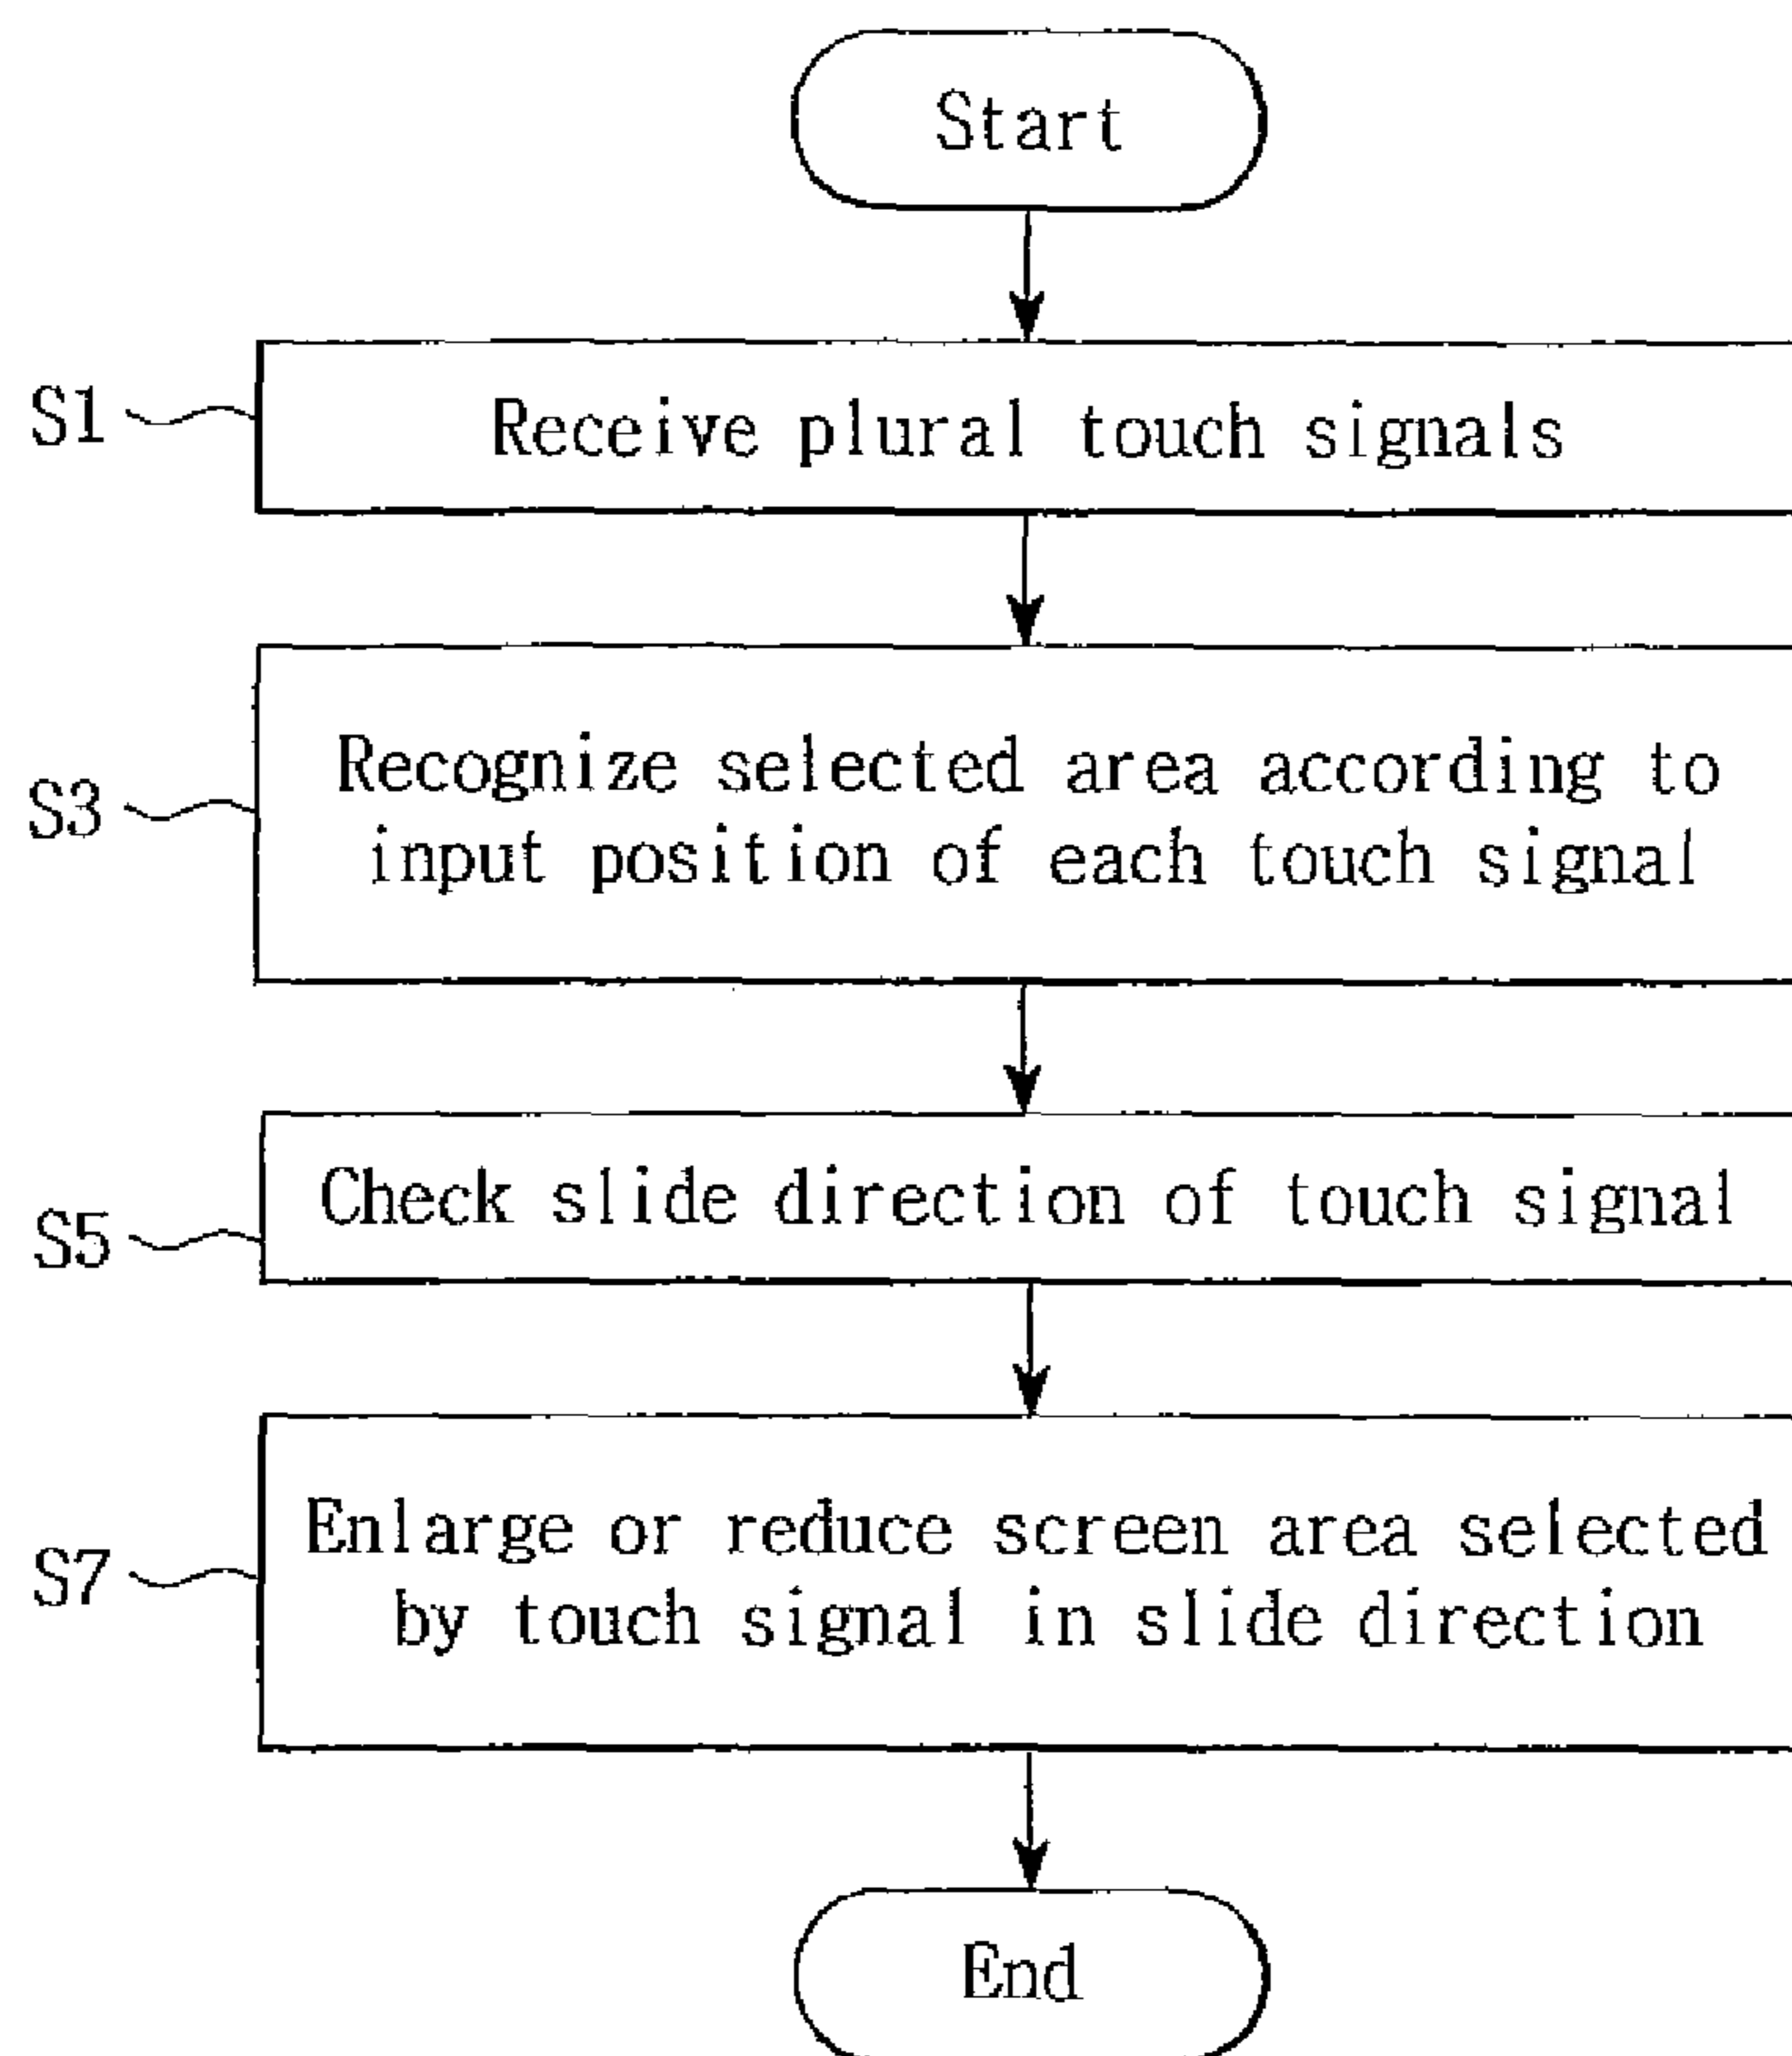 Start
S1
Receive plural touch signals
S3
Recognize selected area according to
input position of each touch signal
S5
Check slide direction of touch signal
S7
Enlarge or reduce screen area selected
by touch signal in slide direction
End